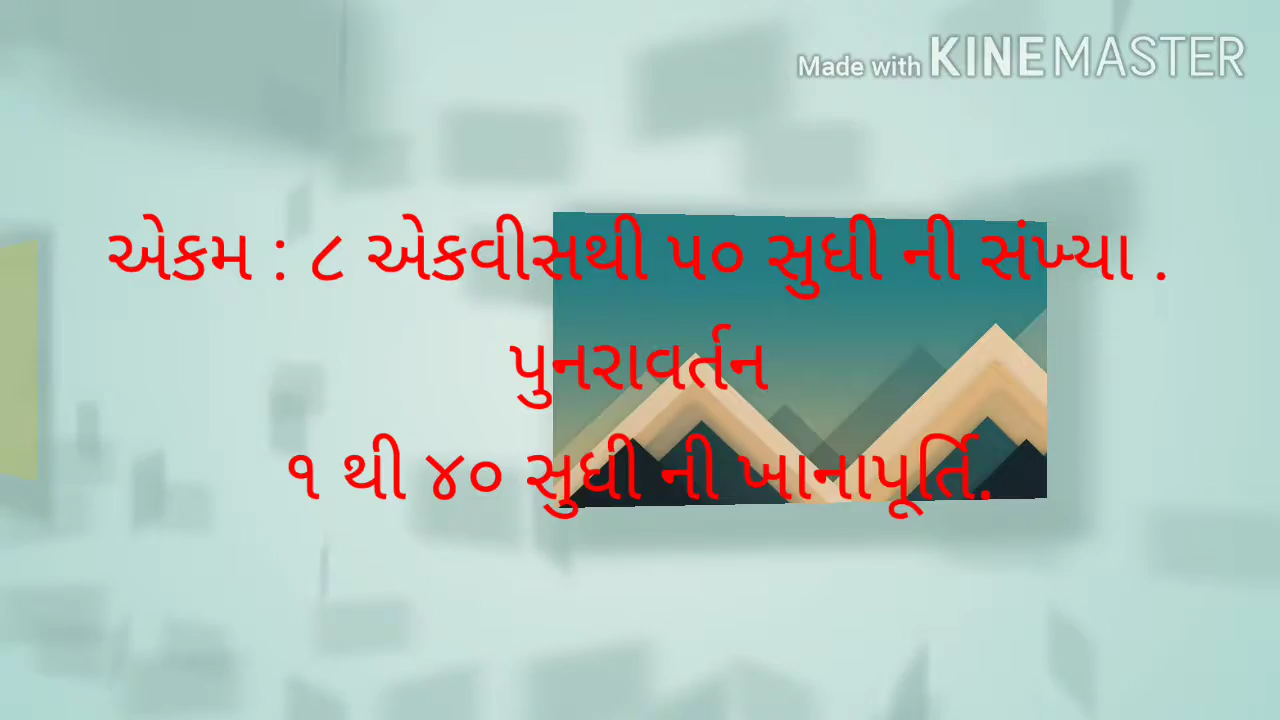 Made with KINEMASTER
એકમ : ૮ એકવીસથી ૫૦ સુધી ની સંખ્યા .
પુનરાવર્તન
૧ થી ૪૦ સુધી ની ખાનાપૂર્તિ.